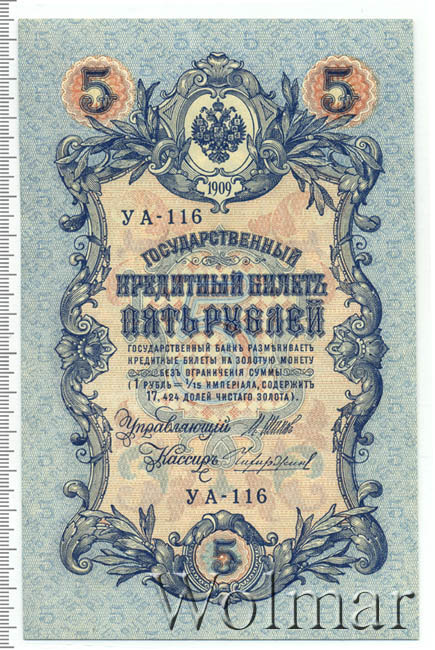 5 5
1909
УА-116
ГОСУДАРСТВЕННЫЙ
КРЕДИТНЫЙ БИЛЕТЪ
ПЯТЬ РУБЛЕЙ
ГОСУДАРСТВЕННЫЙ БАНКЪ РАЗМѢНИВАЕТЪ
КРЕДИТНЫЕ БИЛЕТЫ НА ЗОЛОТУЮ МОНЕТУ
БЕЗЪ ОГРАНИЧЕНІЯ СУММЫ
(1 РУБЛЬ = 1/15 ИМПЕРІАЛА, СОДЕРЖИТЪ
17,424 ДОЛЕЙ ЧИСТАГО ЗОЛОТА).
Управляющій
Кассиръ
УА-116
5
Wolmar